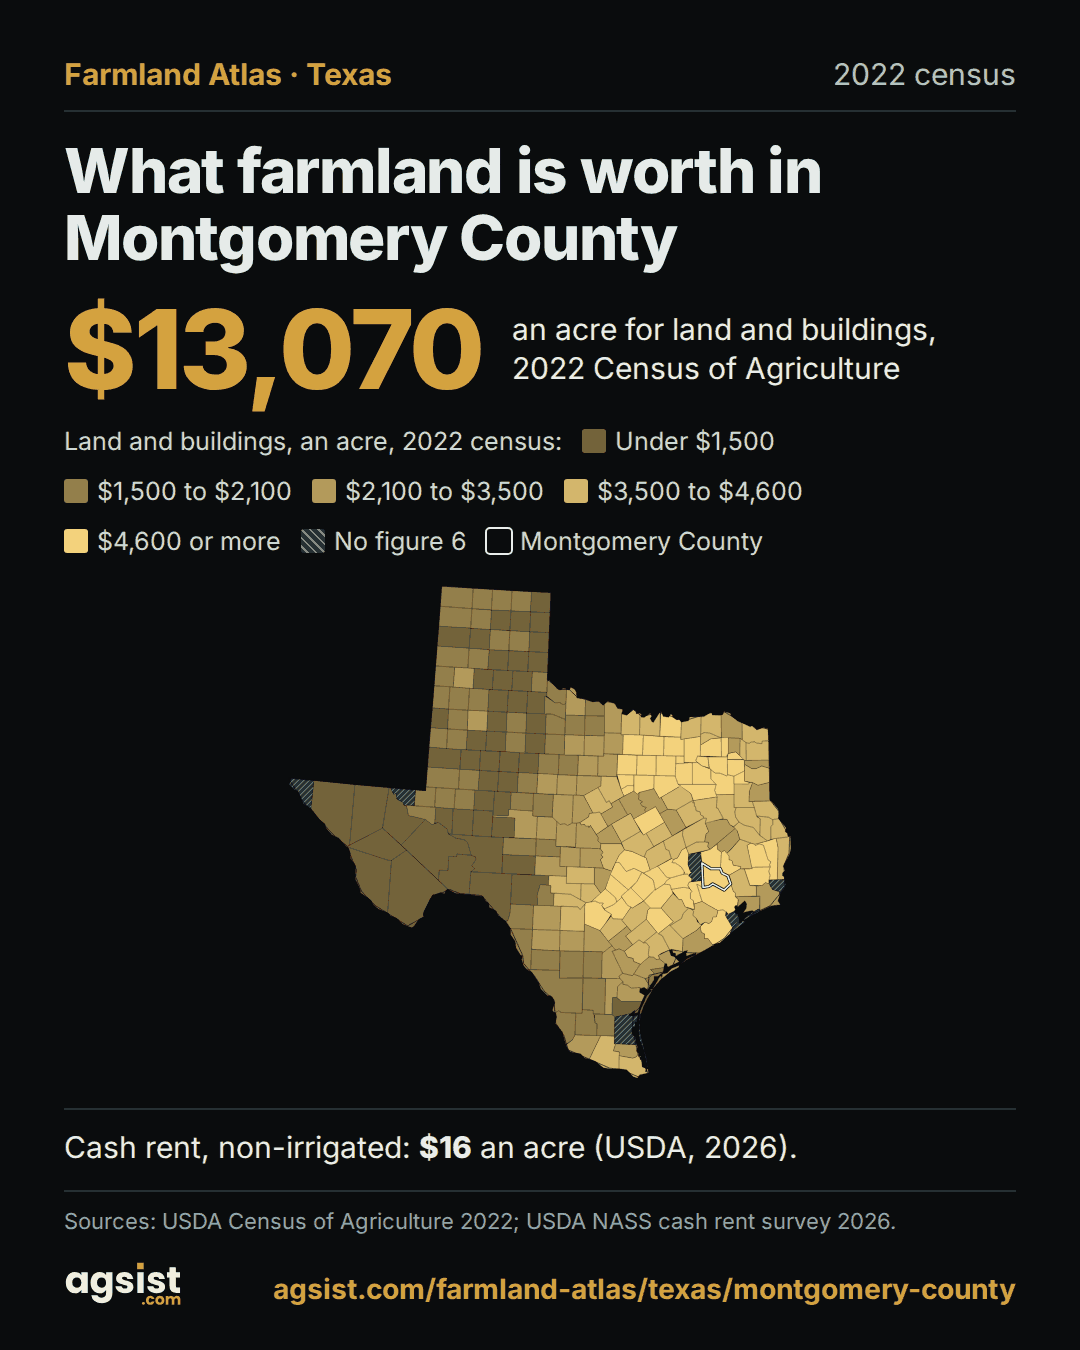 Farmland Atlas · Texas
2022 census
What farmland is worth in
Montgomery County
$13,070
an acre for land and buildings,
2022 Census of Agriculture
Land and buildings, an acre, 2022 census: Under $1,500
$1,500 to $2,100 $2,100 to $3,500 $3,500 to $4,600
$4,600 or more No figure 6 Montgomery County
Cash rent, non-irrigated: $16 an acre (USDA, 2026).
Sources: USDA Census of Agriculture 2022; USDA NASS cash rent survey 2026.
agsist
.com
agsist.com/farmland-atlas/texas/montgomery-county